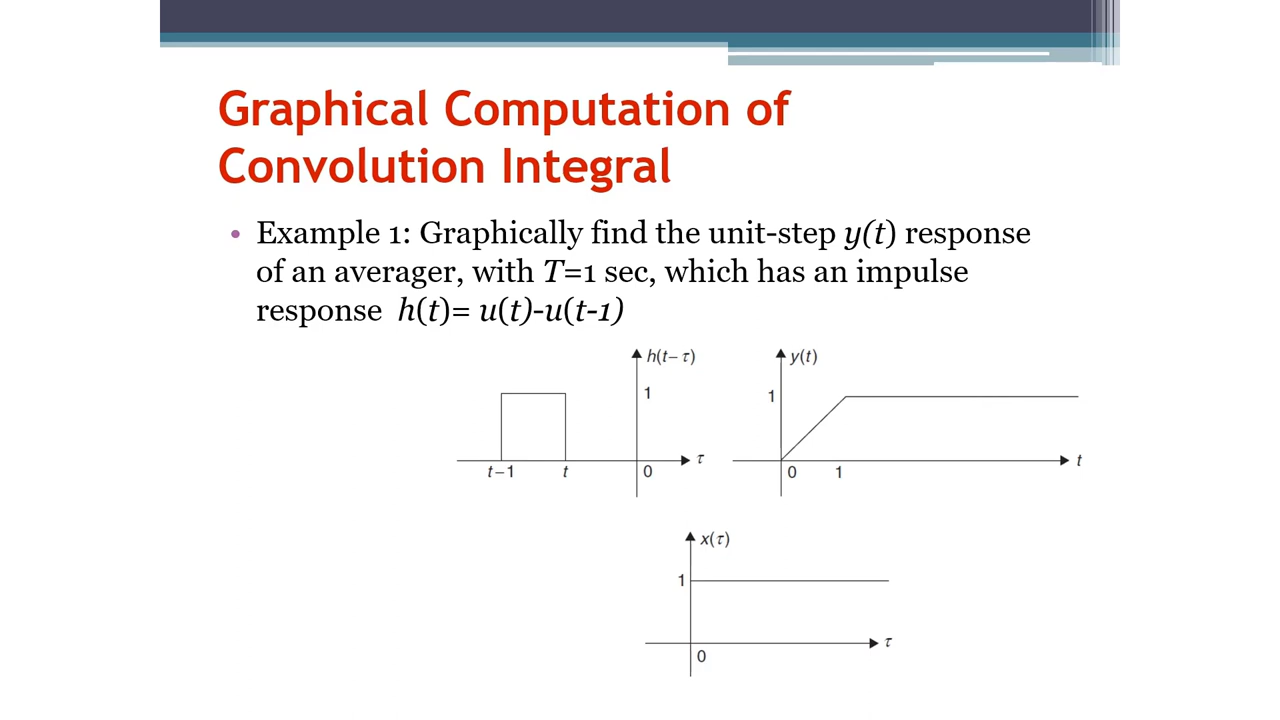 Graphical Computation of
Convolution Integral
• Example 1: Graphically find the unit-step y(t) response
of an averager, with T=1 sec, which has an impulse
response h(t)= u(t)-u(t-1)
h(t– τ)
1
t–1
t
0
τ
y(t)
1
0
1
t
x(τ)
1
0
τ